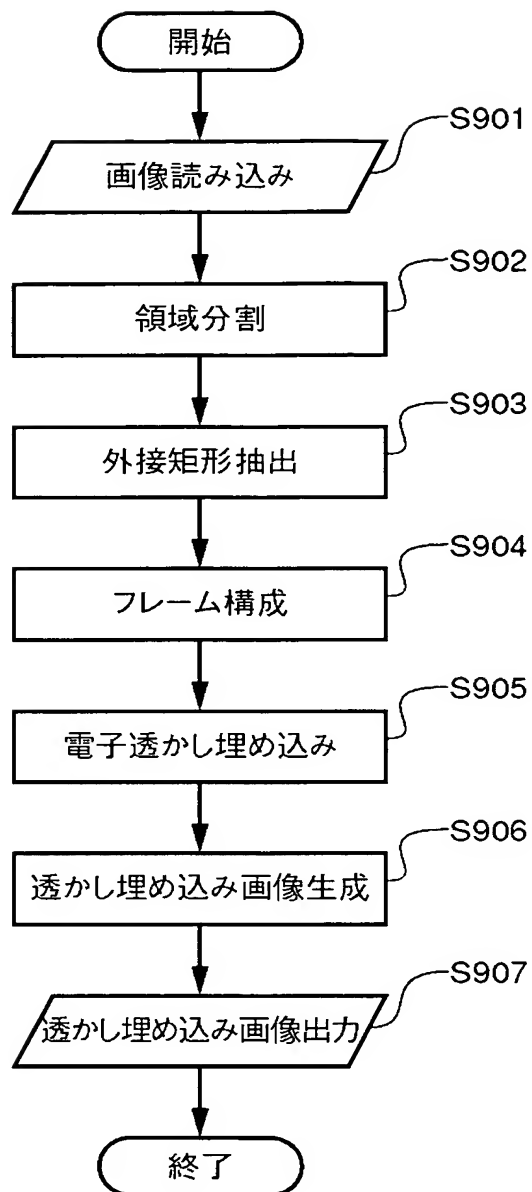 開始
S901
画像読み込み
S902
領域分割
S903
外接矩形抽出
S904
フレーム構成
S905
電子透かし埋め込み
S906
透かし埋め込み画像生成
S907
透かし埋め込み画像出力
終了